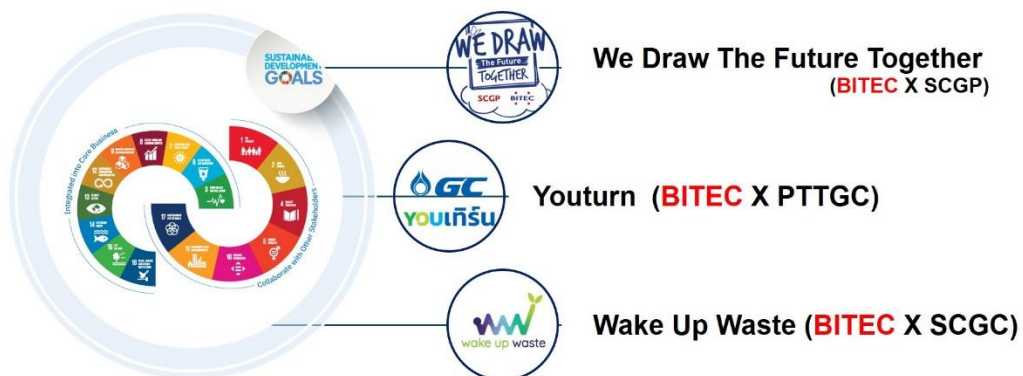 SUSTAINABLE
DEVELOPMENT
GOALS
Integrated into Core Business
Collaborate with Other Stakeholders
WE DRAW
The Future
TOGETHER
SCGP BITEC
We Draw The Future Together
(BITEC X SCGP)
GC
YOUเทิร์น
Youturn (BITEC X PTTGC)
wake up waste
Wake Up Waste (BITEC X SCGC)